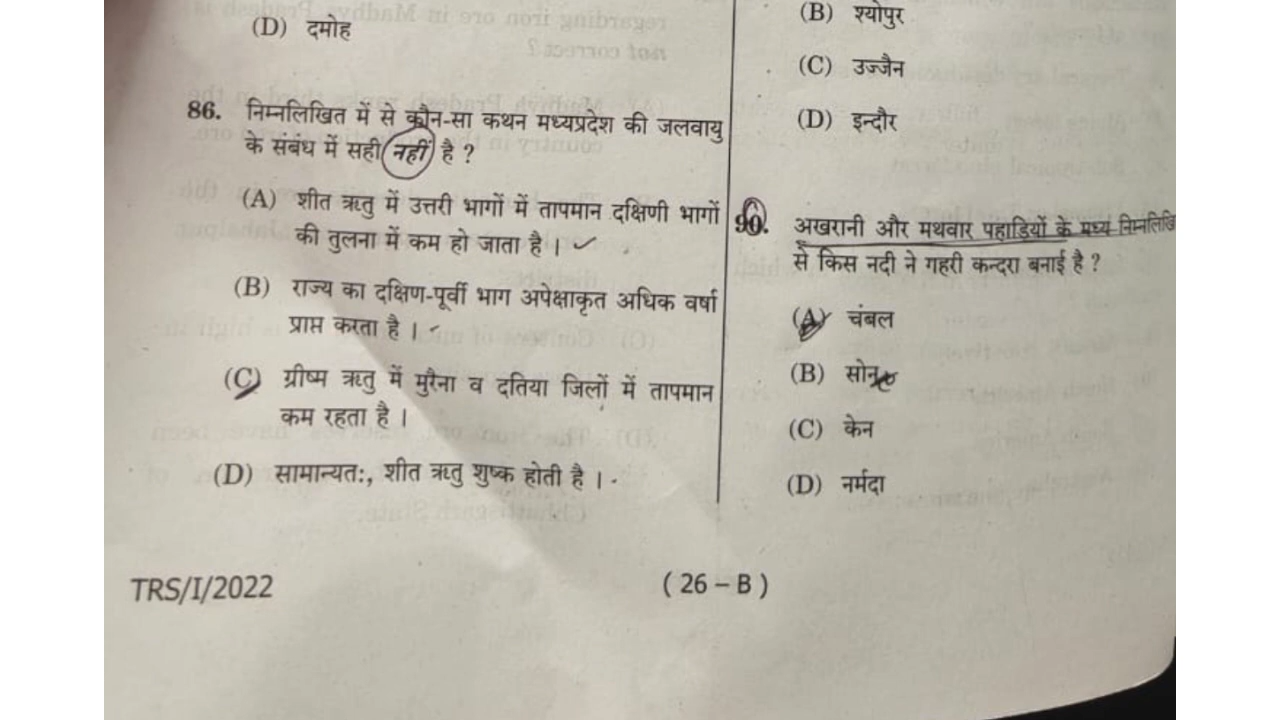 (D) दमोह
86. निम्नलिखित में से कौन-सा कथन मध्यप्रदेश की जलवायु
के संबंध में सही नहीं है ?
(A) शीत ऋतु में उत्तरी भागों में तापमान दक्षिणी भागों
की तुलना में कम हो जाता है ।
(B) राज्य का दक्षिण-पूर्वी भाग अपेक्षाकृत अधिक वर्षा
प्राप्त करता है ।
(C) ग्रीष्म ऋतु में मुरैना व दतिया जिलों में तापमान
कम रहता है ।
(D) सामान्यतः, शीत ऋतु शुष्क होती है ।
(B) श्योपुर
(C) उज्जैन
(D) इन्दौर
90. अखरानी और मथवार पहाड़ियों के मध्य निम्नलिखि
से किस नदी ने गहरी कन्दरा बनाई है ?
(A) चंबल
(B) सोन
(C) केन
(D) नर्मदा
TRS/I/2022
( 26 – B )